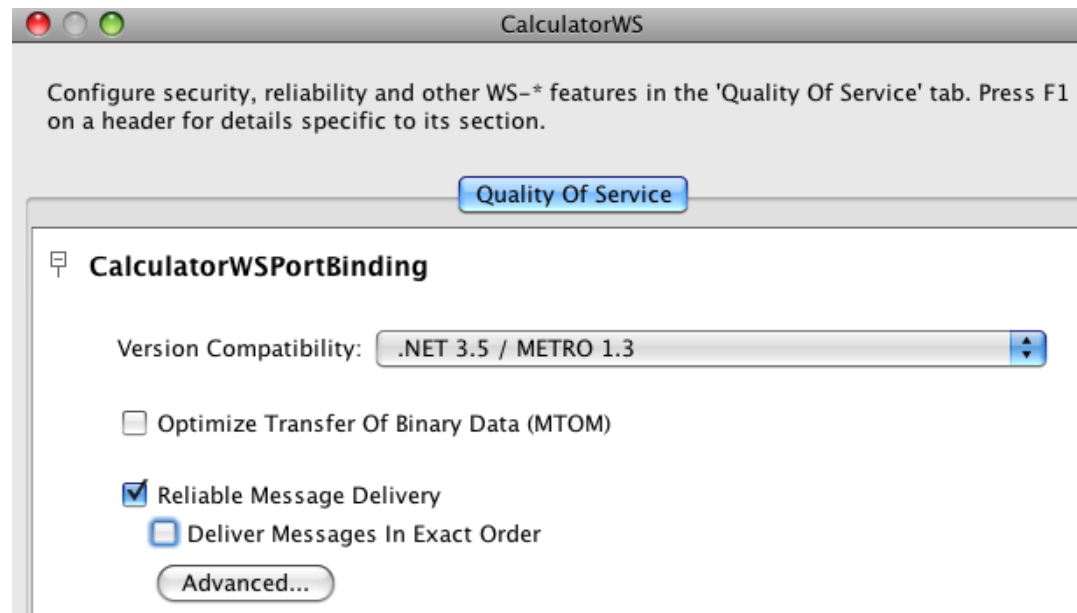 CalculatorWS
Configure security, reliability and other WS-* features in the 'Quality Of Service' tab. Press F1
on a header for details specific to its section.
Quality Of Service
CalculatorWSPortBinding
Version Compatibility: .NET 3.5 / METRO 1.3
Optimize Transfer Of Binary Data (MTOM)
Reliable Message Delivery
Deliver Messages In Exact Order
Advanced...